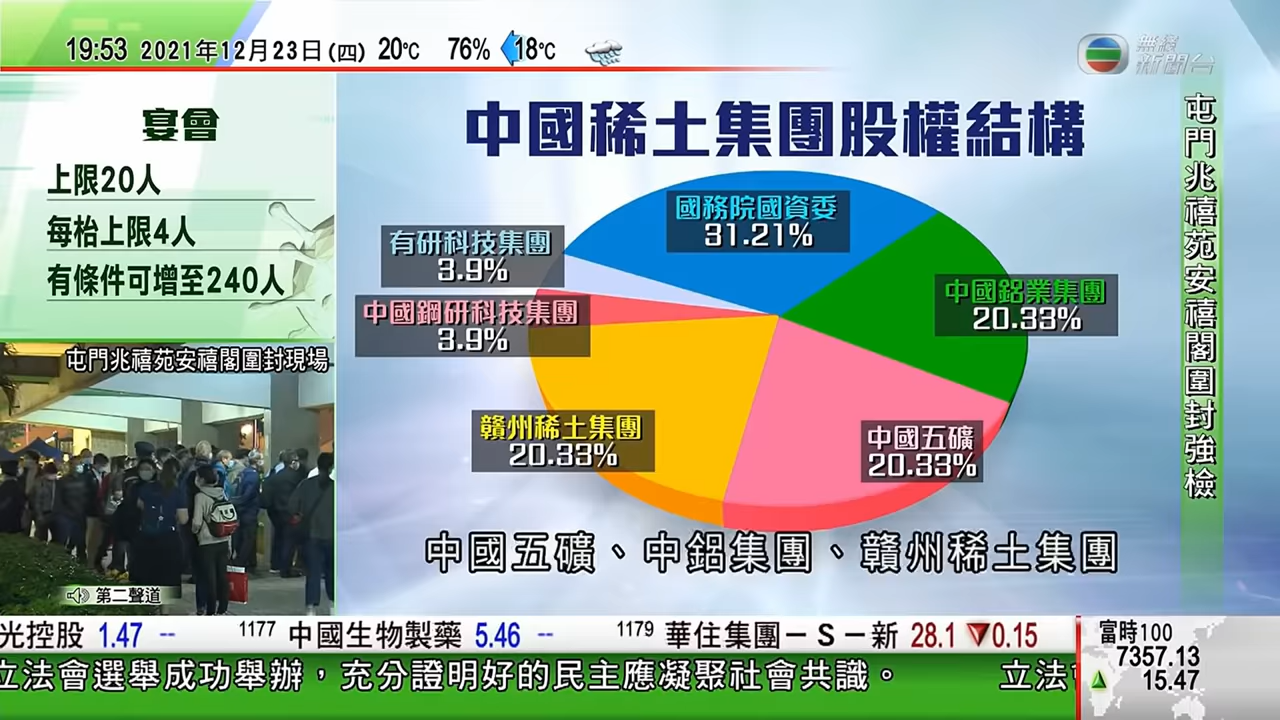 19:53 2021年12月23日(四) 20℃ 76% 18℃
無綫
新聞台
宴會
上限20人
每枱上限4人
有條件可增至240人
屯門兆禧苑安禧閣圍封現場
第二聲道
中國稀土集團股權結構
國務院國資委
31.21%
有研科技集團
3.9%
中國鋼研科技集團
3.9%
中國鋁業集團
20.33%
贛州稀土集團
20.33%
中國五礦
20.33%
中國五礦、中鋁集團、贛州稀土集團
屯門兆禧苑安禧閣圍封強檢
光控股 1.47 -- 1177 中國生物製藥 5.46 -- 1179 華住集團－S－新 28.1 ▼0.15
立法會選舉成功舉辦，充分證明好的民主應凝聚社會共識。 立法
富時100
7357.13
▲ 15.47